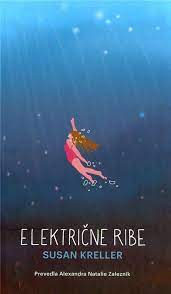 ELEKTRIČNE RIBE
SUSAN KRELLER
Prevedla Alexandra Natalie Zaleznik